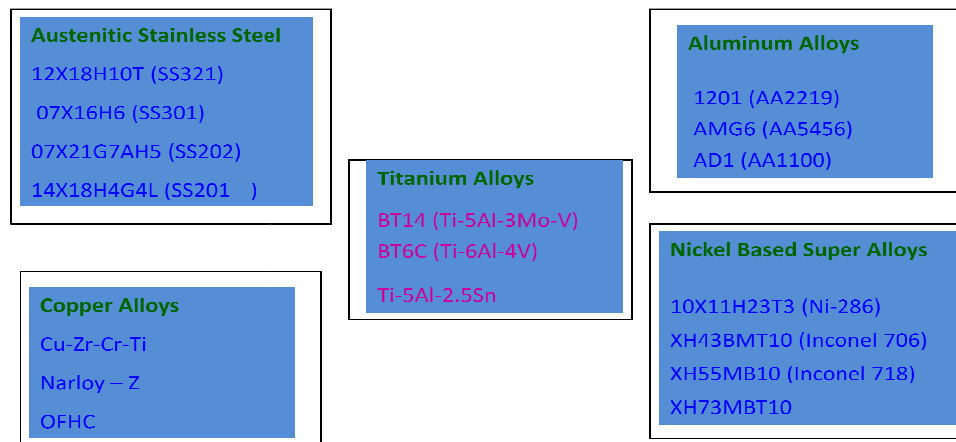 Austenitic Stainless Steel
12X18H10T (SS321)
07X16H6 (SS301)
07X21G7AH5 (SS202)
14X18H4G4L (SS201 )
Copper Alloys
Cu-Zr-Cr-Ti
Narloy – Z
OFHC
Titanium Alloys
BT14 (Ti-5Al-3Mo-V)
BT6C (Ti-6Al-4V)
Ti-5Al-2.5Sn
Aluminum Alloys
1201 (AA2219)
AMG6 (AA5456)
AD1 (AA1100)
Nickel Based Super Alloys
10X11H23T3 (Ni-286)
XH43BMT10 (Inconel 706)
XH55MB10 (Inconel 718)
XH73MBT10